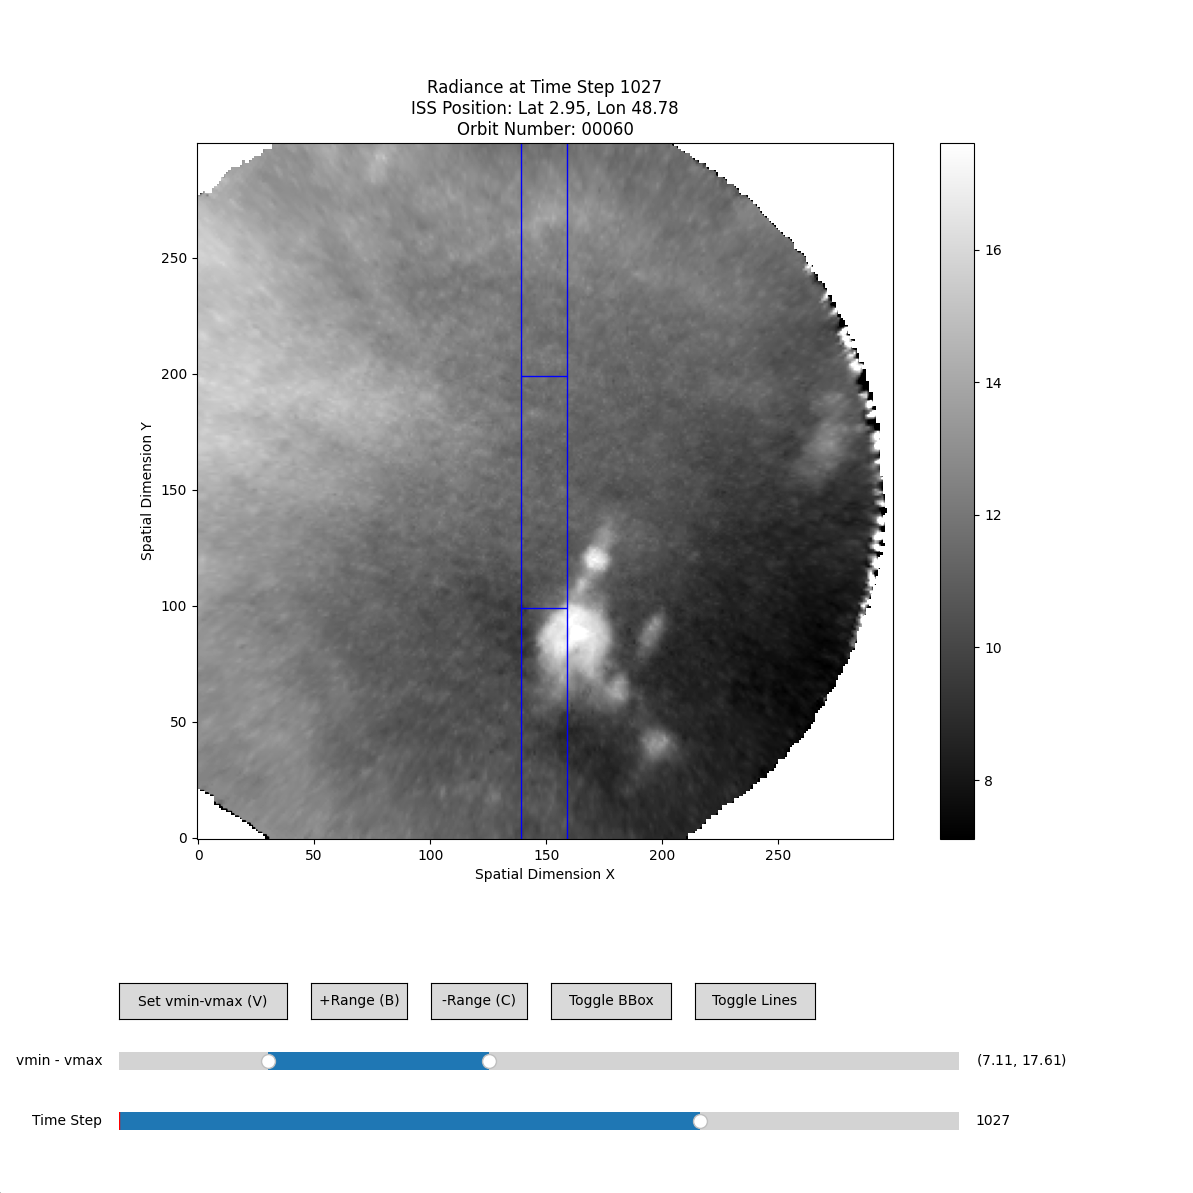 Radiance at Time Step 1027
ISS Position: Lat 2.95, Lon 48.78
Orbit Number: 00060
Spatial Dimension Y
250
200
150
100
50
0
0 50 100 150 200 250
Spatial Dimension X
16
14
12
10
8
Set vmin-vmax (V) +Range (B) -Range (C) Toggle BBox Toggle Lines
vmin - vmax (7.11, 17.61)
Time Step 1027